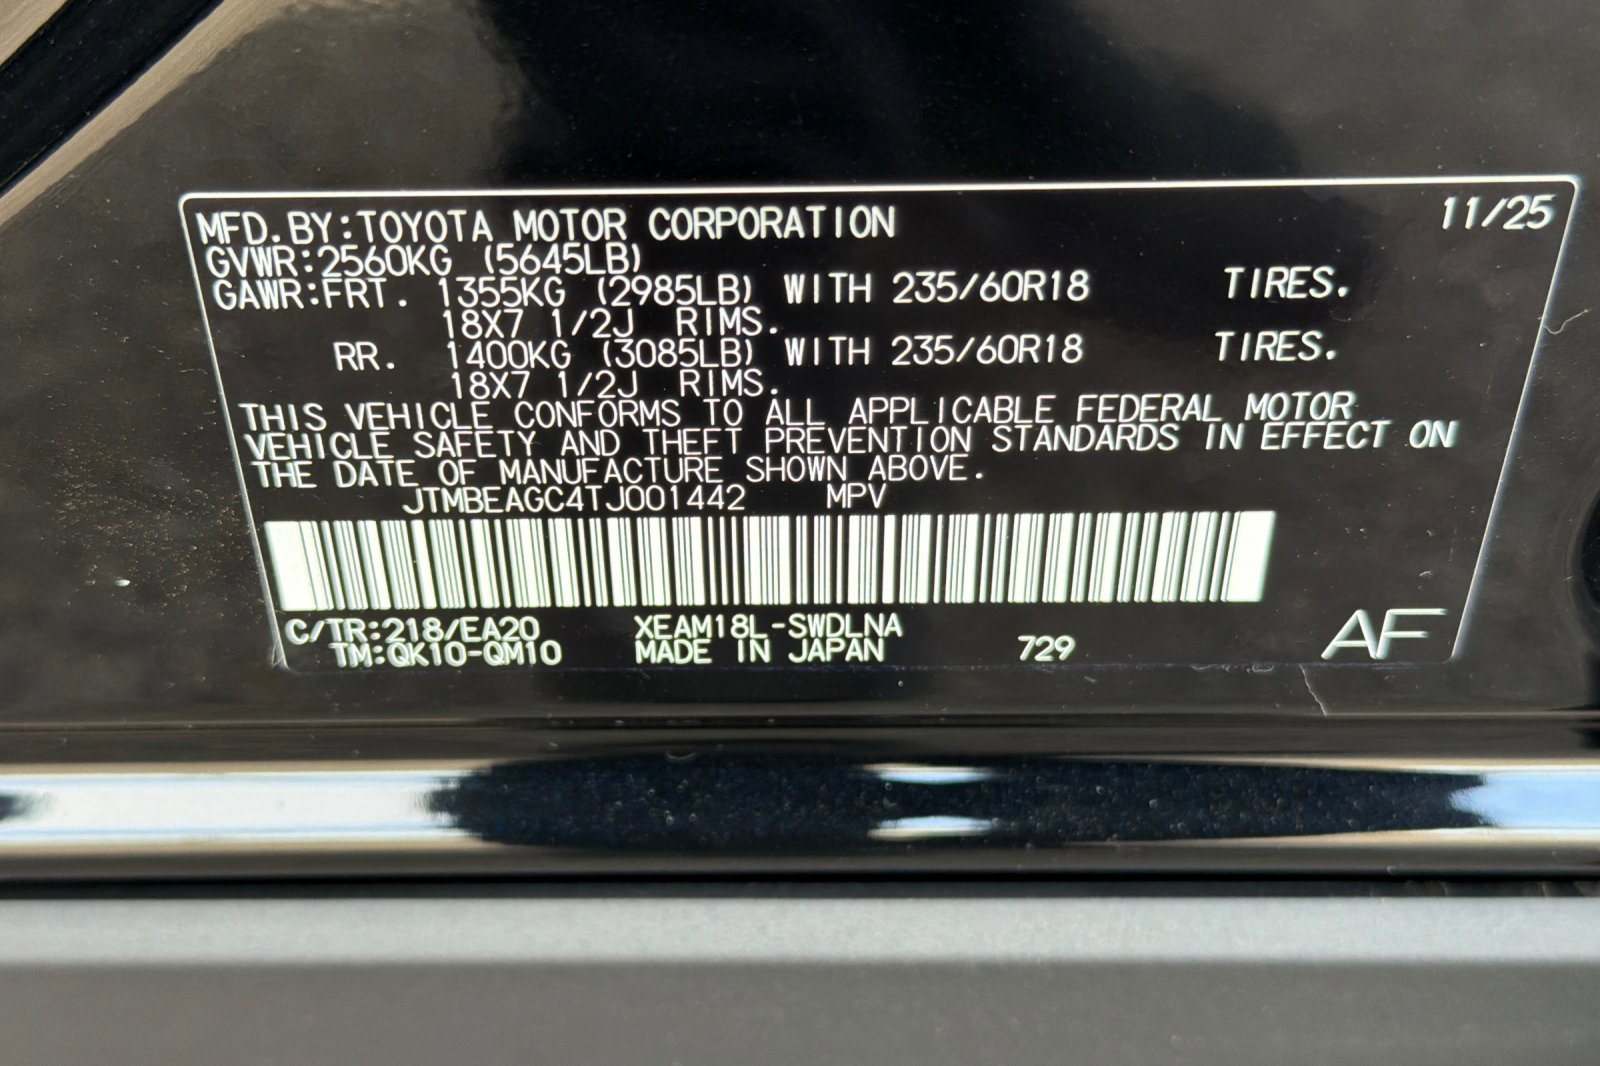 MFD.BY:TOYOTA MOTOR CORPORATION 11/25
GVWR:2560KG (5645LB)
GAWR:FRT. 1355KG (2985LB) WITH 235/60R18 TIRES.
18X7 1/2J RIMS.
RR. 1400KG (3085LB) WITH 235/60R18 TIRES.
18X7 1/2J RIMS.
THIS VEHICLE CONFORMS TO ALL APPLICABLE FEDERAL MOTOR
VEHICLE SAFETY AND THEFT PREVENTION STANDARDS IN EFFECT ON
THE DATE OF MANUFACTURE SHOWN ABOVE.
JTMBEAGC4TJ001442 MPV
C/TR:218/EA20 XEAM18L-SWDLNA
TM:QK10-QM10 MADE IN JAPAN 729 AF